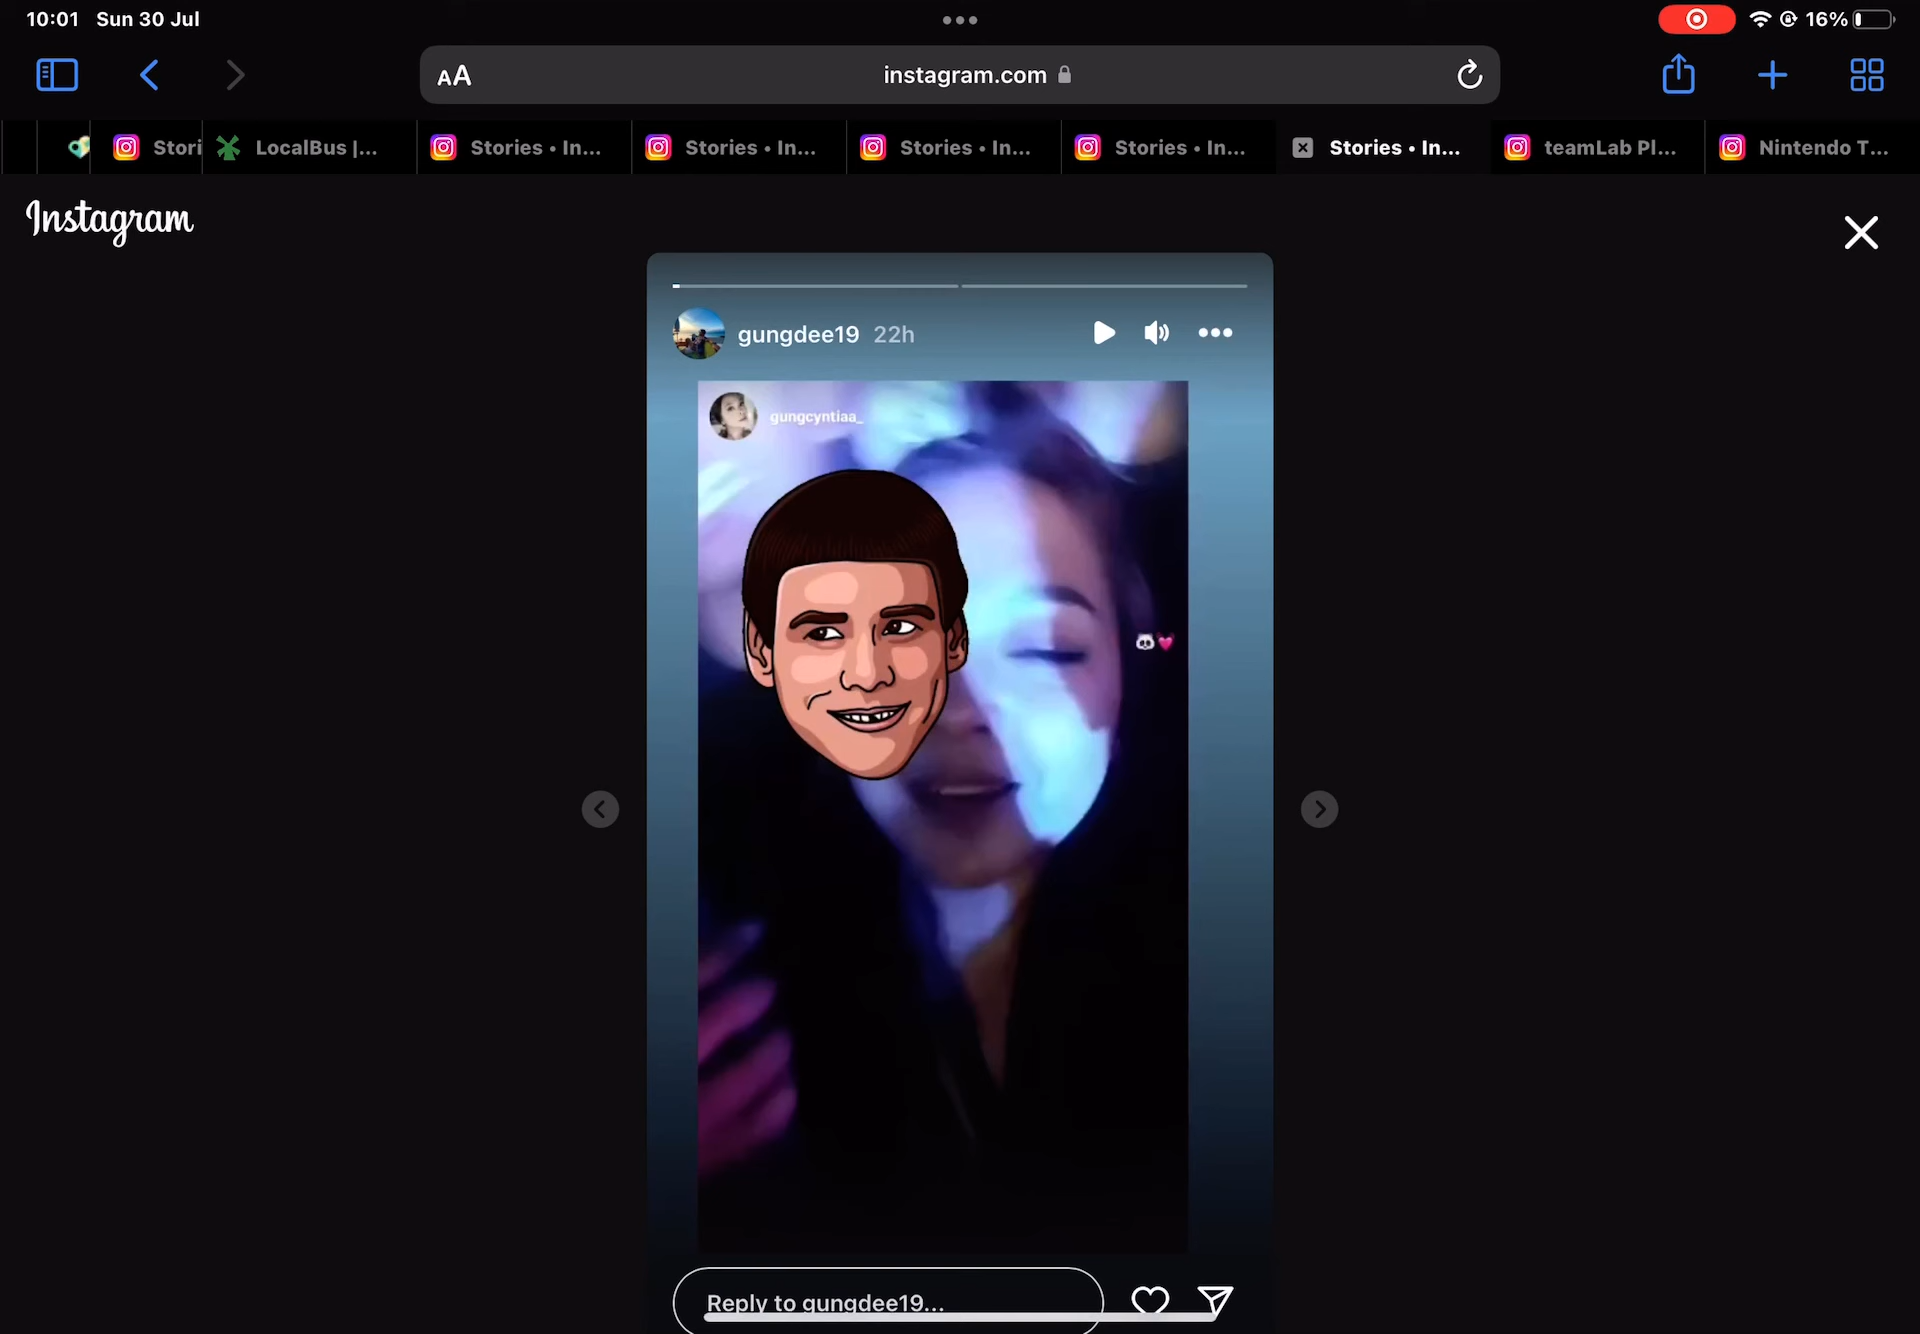 10:01 Sun 30 Jul
16%
AA
instagram.com
Stori
LocalBus |...
Stories • In...
Stories • In...
Stories • In...
Stories • In...
Stories • In...
teamLab Pl...
Nintendo T...
Instagram
gungdee19 22h
gungcyntiaa_
Reply to gungdee19...